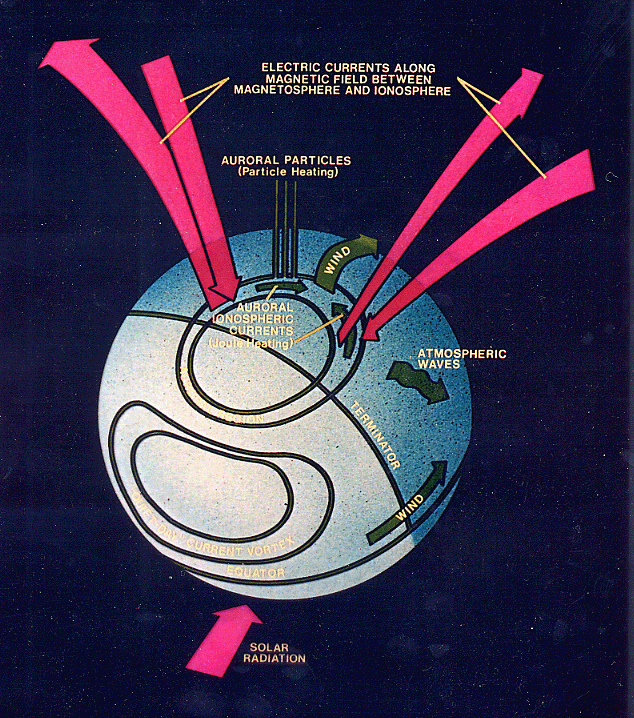 ELECTRIC CURRENTS ALONG
MAGNETIC FIELD BETWEEN
MAGNETOSPHERE AND IONOSPHERE
AURORAL PARTICLES
(Particle Heating)
WIND
AURORAL
IONOSPHERIC
CURRENTS
(Joule Heating)
ATMOSPHERIC
WAVES
TERMINATOR
WIND
CURRENT VORTEX
EQUATOR
SOLAR
RADIATION